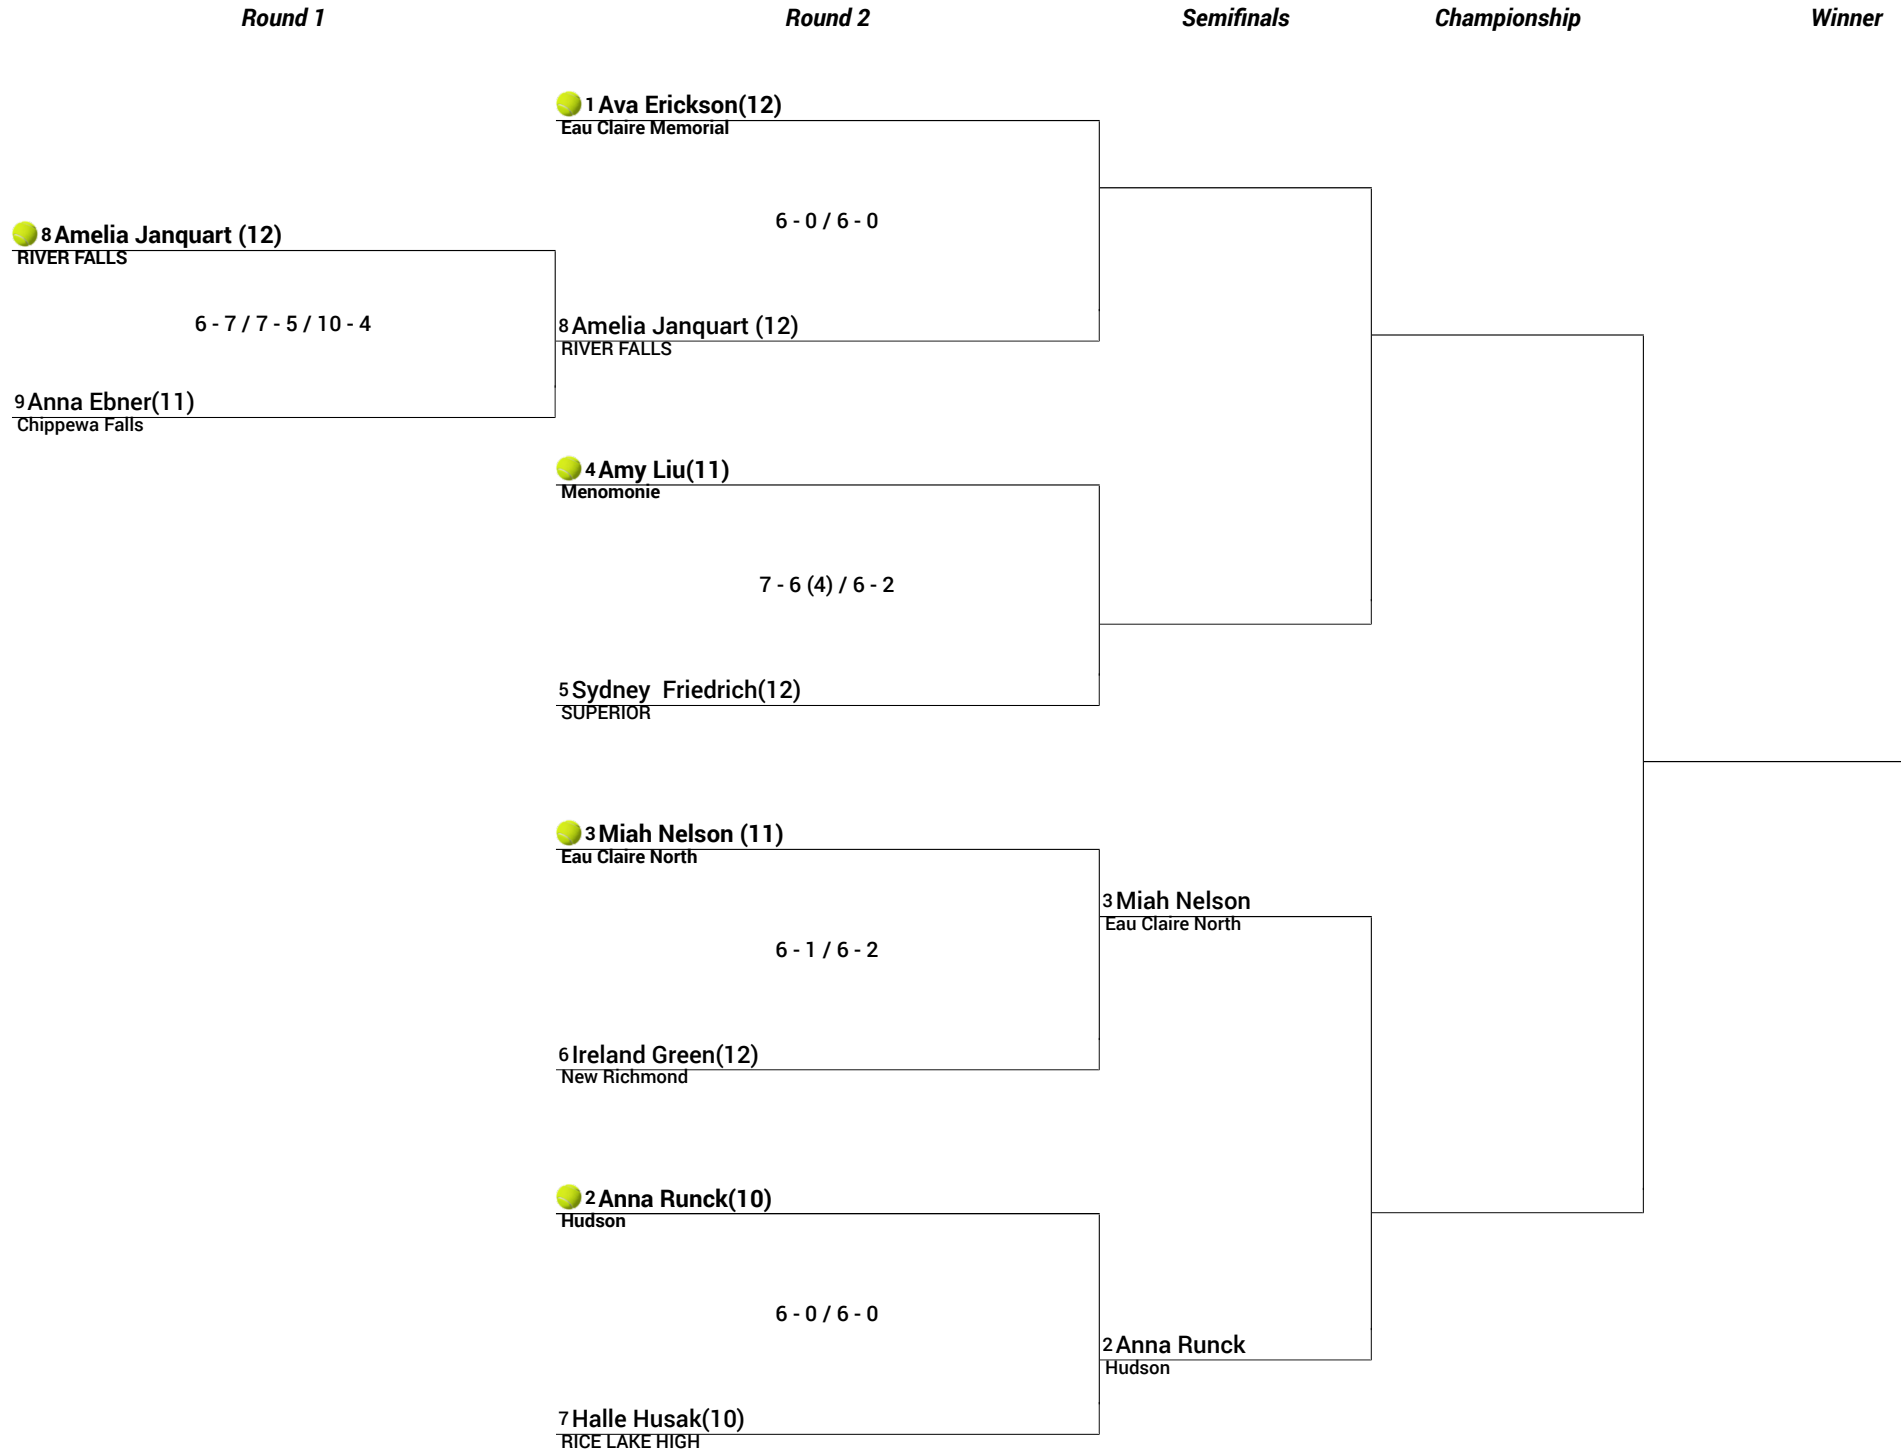 Round 1
Round 2
Semifinals
Championship
Winner
1 Ava Erickson(12)
Eau Claire Memorial
6 - 0 / 6 - 0
8 Amelia Janquart (12)
RIVER FALLS
6 - 7 / 7 - 5 / 10 - 4
8 Amelia Janquart (12)
RIVER FALLS
9 Anna Ebner(11)
Chippewa Falls
4 Amy Liu(11)
Menomonie
7 - 6 (4) / 6 - 2
5 Sydney  Friedrich(12)
SUPERIOR
3 Miah Nelson (11)
Eau Claire North
3 Miah Nelson
Eau Claire North
6 - 1 / 6 - 2
6 Ireland Green(12)
New Richmond
2 Anna Runck(10)
Hudson
6 - 0 / 6 - 0
2 Anna Runck
Hudson
7 Halle Husak(10)
RICE LAKE HIGH